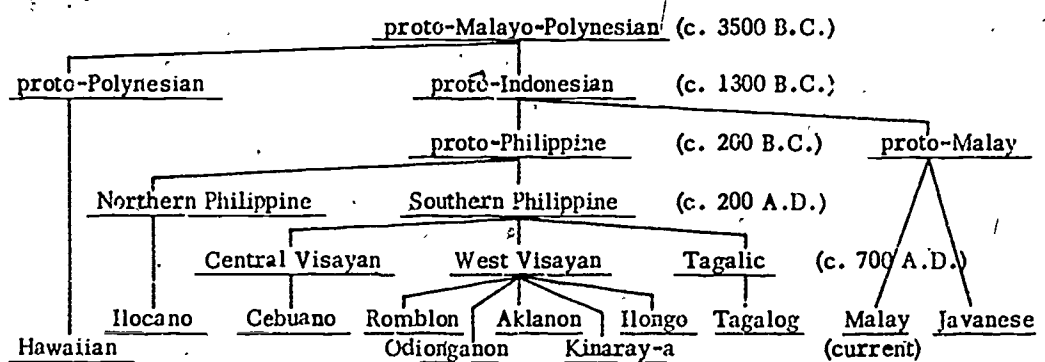 proto-Malayo-Polynesian (c. 3500 B.C.)
proto-Polynesian proto-Indonesian (c. 1300 B.C.)
proto-Philippine (c. 200 B.C.) proto-Malay
Northern Philippine Southern Philippine (c. 200 A.D.)
Central Visayan West Visayan Tagalic (c. 700 A.D.)
Ilocano Cebuano Romblon Aklanon Ilongo Tagalog Malay Javanese
Hawaiian Odionganon Kinaray-a (current)